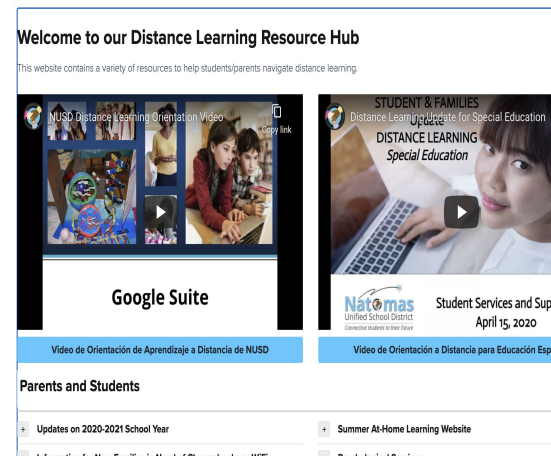 Welcome to our Distance Learning Resource Hub
This website contains a variety of resources to help students/parents navigate distance learning.
NUSD Distance Learning Orientation Video
Copy link
Google Suite
STUDENT & FAMILIES
Update
Distance Learning Update for Special Education
DISTANCE LEARNING
Special Education
Natomas
Unified School District
Connecting students to their future
Student Services and Sup
April 15, 2020
Video de Orientación de Aprendizaje a Distancia de NUSD
Video de Orientación a Distancia para Educación Esp
Parents and Students
+ Updates on 2020-2021 School Year
+ Summer At-Home Learning Website